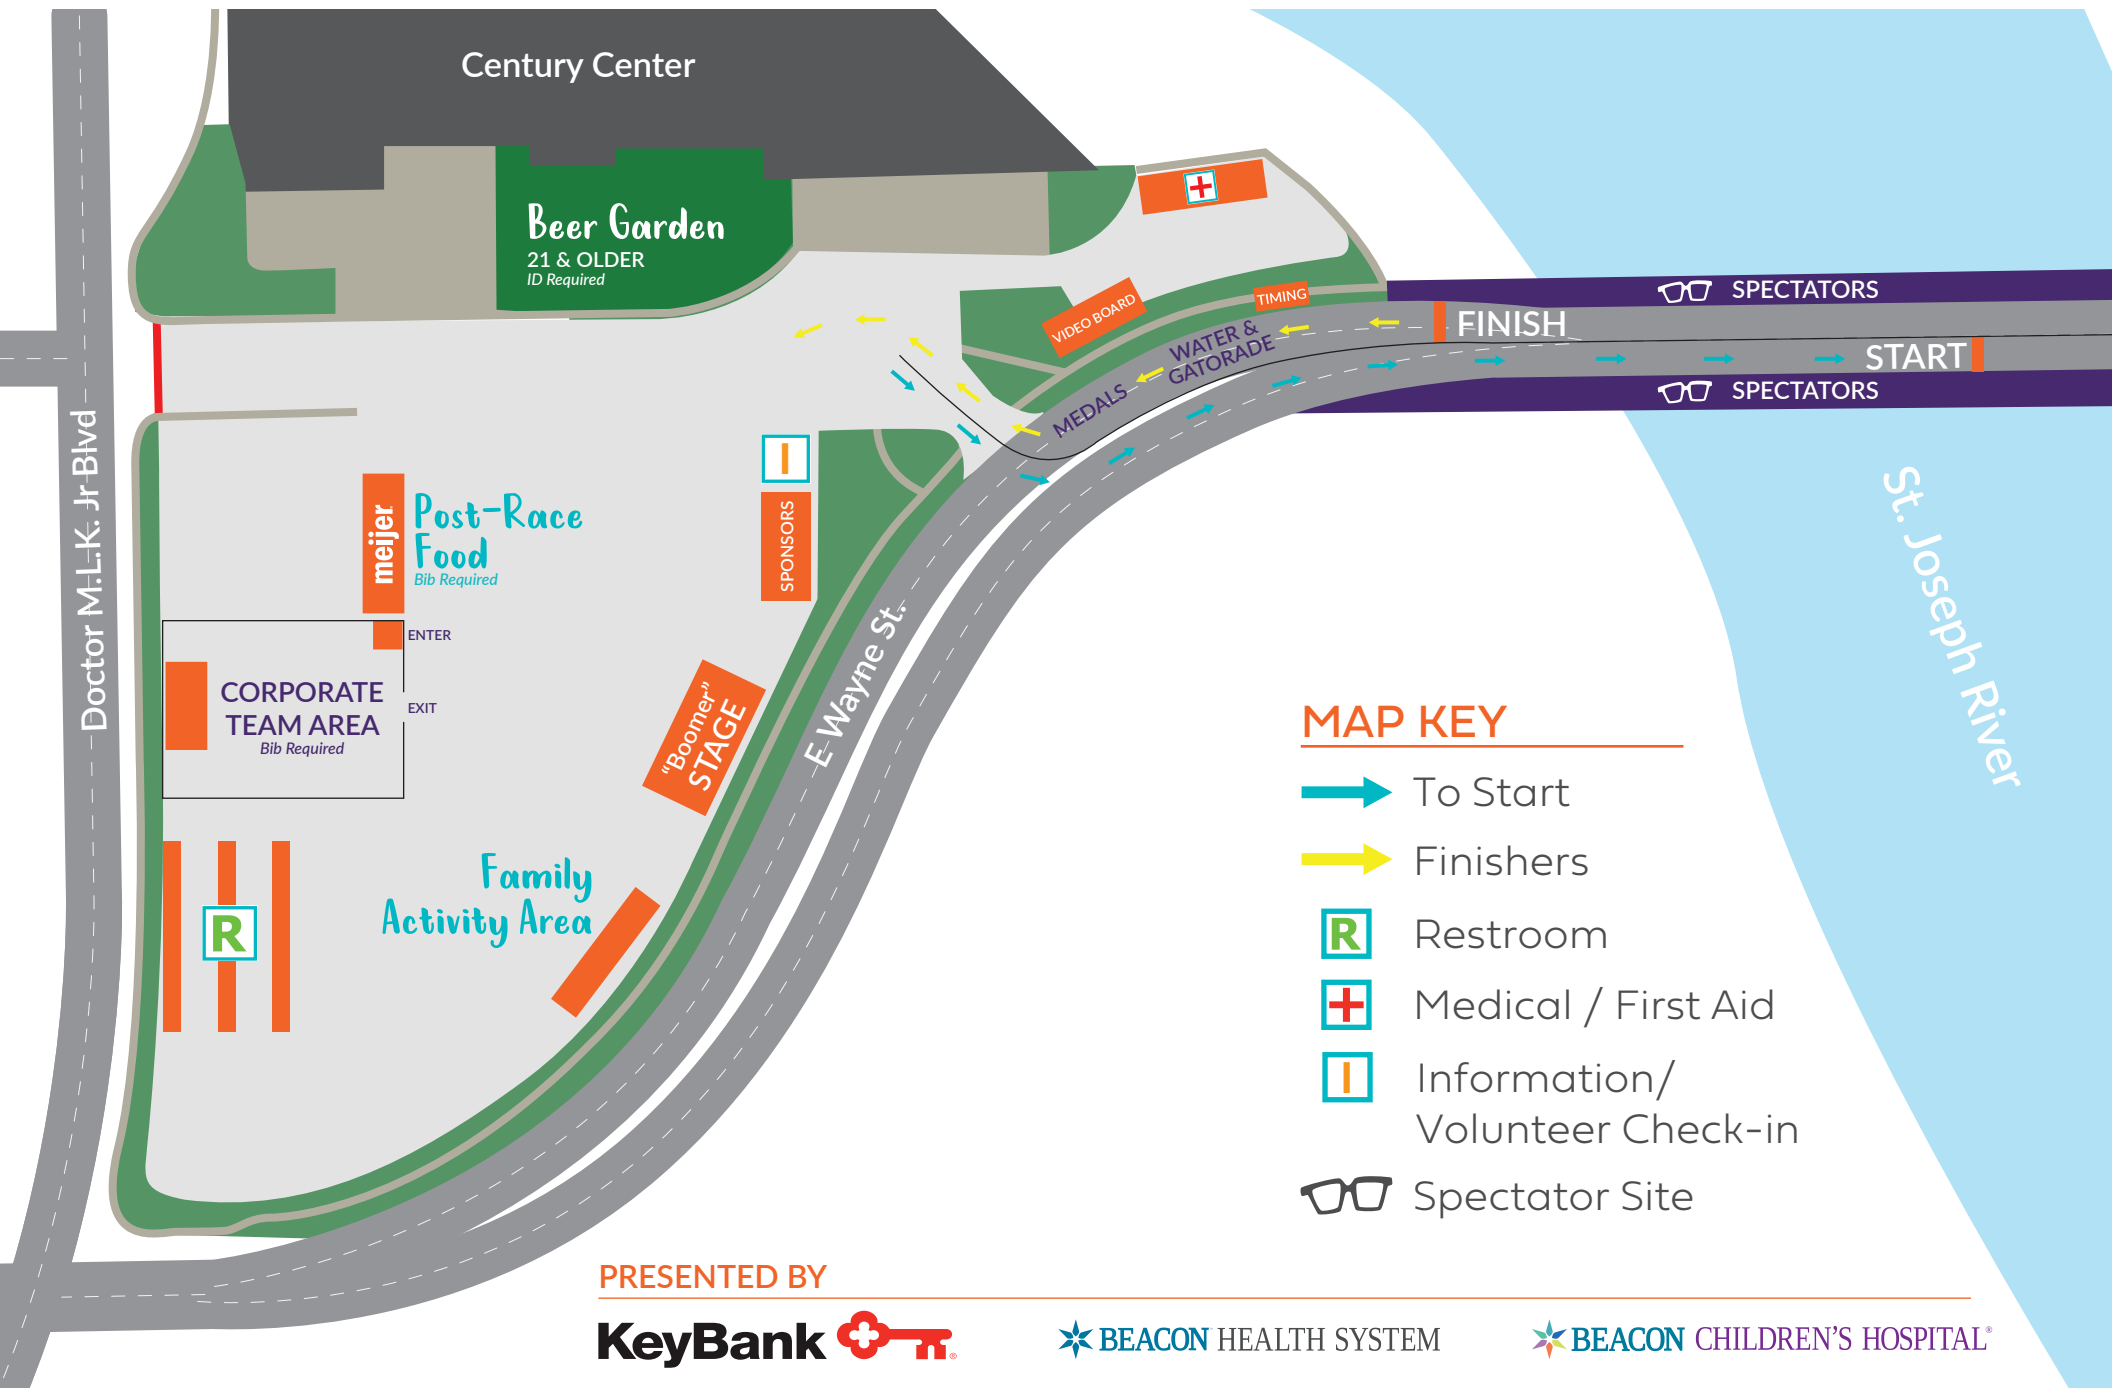 Century Center
Beer Garden
21 & OLDER
ID Required
VIDEO BOARD
TIMING
WATER &
GATORADE
MEDALS
SPECTATORS
FINISH
START
SPECTATORS
Doctor M.L.K. Jr Blvd
I
SPONSORS
meijer
Post-Race
Food
Bib Required
ENTER
CORPORATE
TEAM AREA
Bib Required
EXIT
"Boomer"
STAGE
E Wayne St.
St. Joseph River
Family
Activity Area
R
MAP KEY
To Start
Finishers
R
Restroom
Medical / First Aid
I
Information/
Volunteer Check-in
Spectator Site
PRESENTED BY
KeyBank ®
BEACON HEALTH SYSTEM
BEACON CHILDREN'S HOSPITAL®